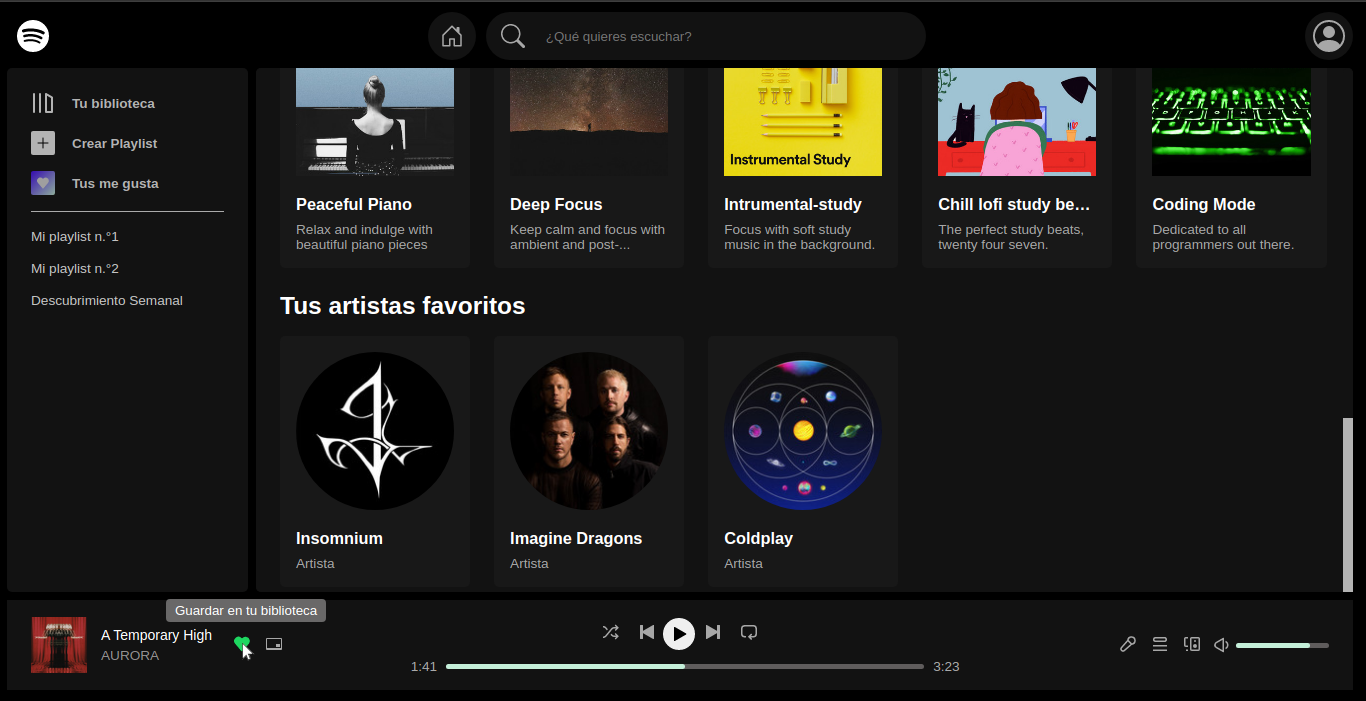 ¿Qué quieres escuchar?
Tu biblioteca
Crear Playlist
Tus me gusta
Mi playlist n.°1
Mi playlist n.°2
Descubrimiento Semanal
Instrumental Study
Peaceful Piano
Relax and indulge with
beautiful piano pieces
Deep Focus
Keep calm and focus with
ambient and post-...
Intrumental-study
Focus with soft study
music in the background.
Chill lofi study be...
The perfect study beats,
twenty four seven.
Coding Mode
Dedicated to all
programmers out there.
Tus artistas favoritos
Insomnium
Artista
Imagine Dragons
Artista
Coldplay
Artista
Guardar en tu biblioteca
A Temporary High
AURORA
1:41
3:23